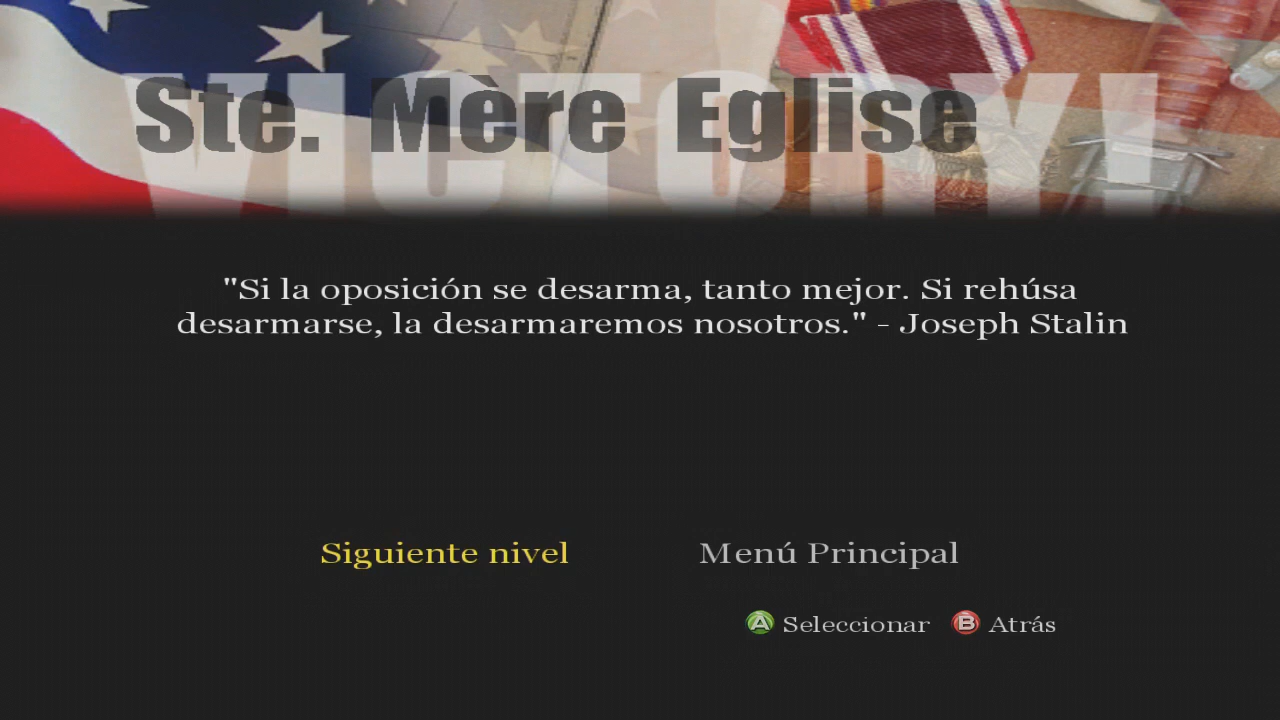 VICTORY!
Ste. Mère Eglise
"Si la oposición se desarma, tanto mejor. Si rehúsa
desarmarse, la desarmaremos nosotros." - Joseph Stalin
Siguiente nivel
Menú Principal
A Seleccionar B Atrás